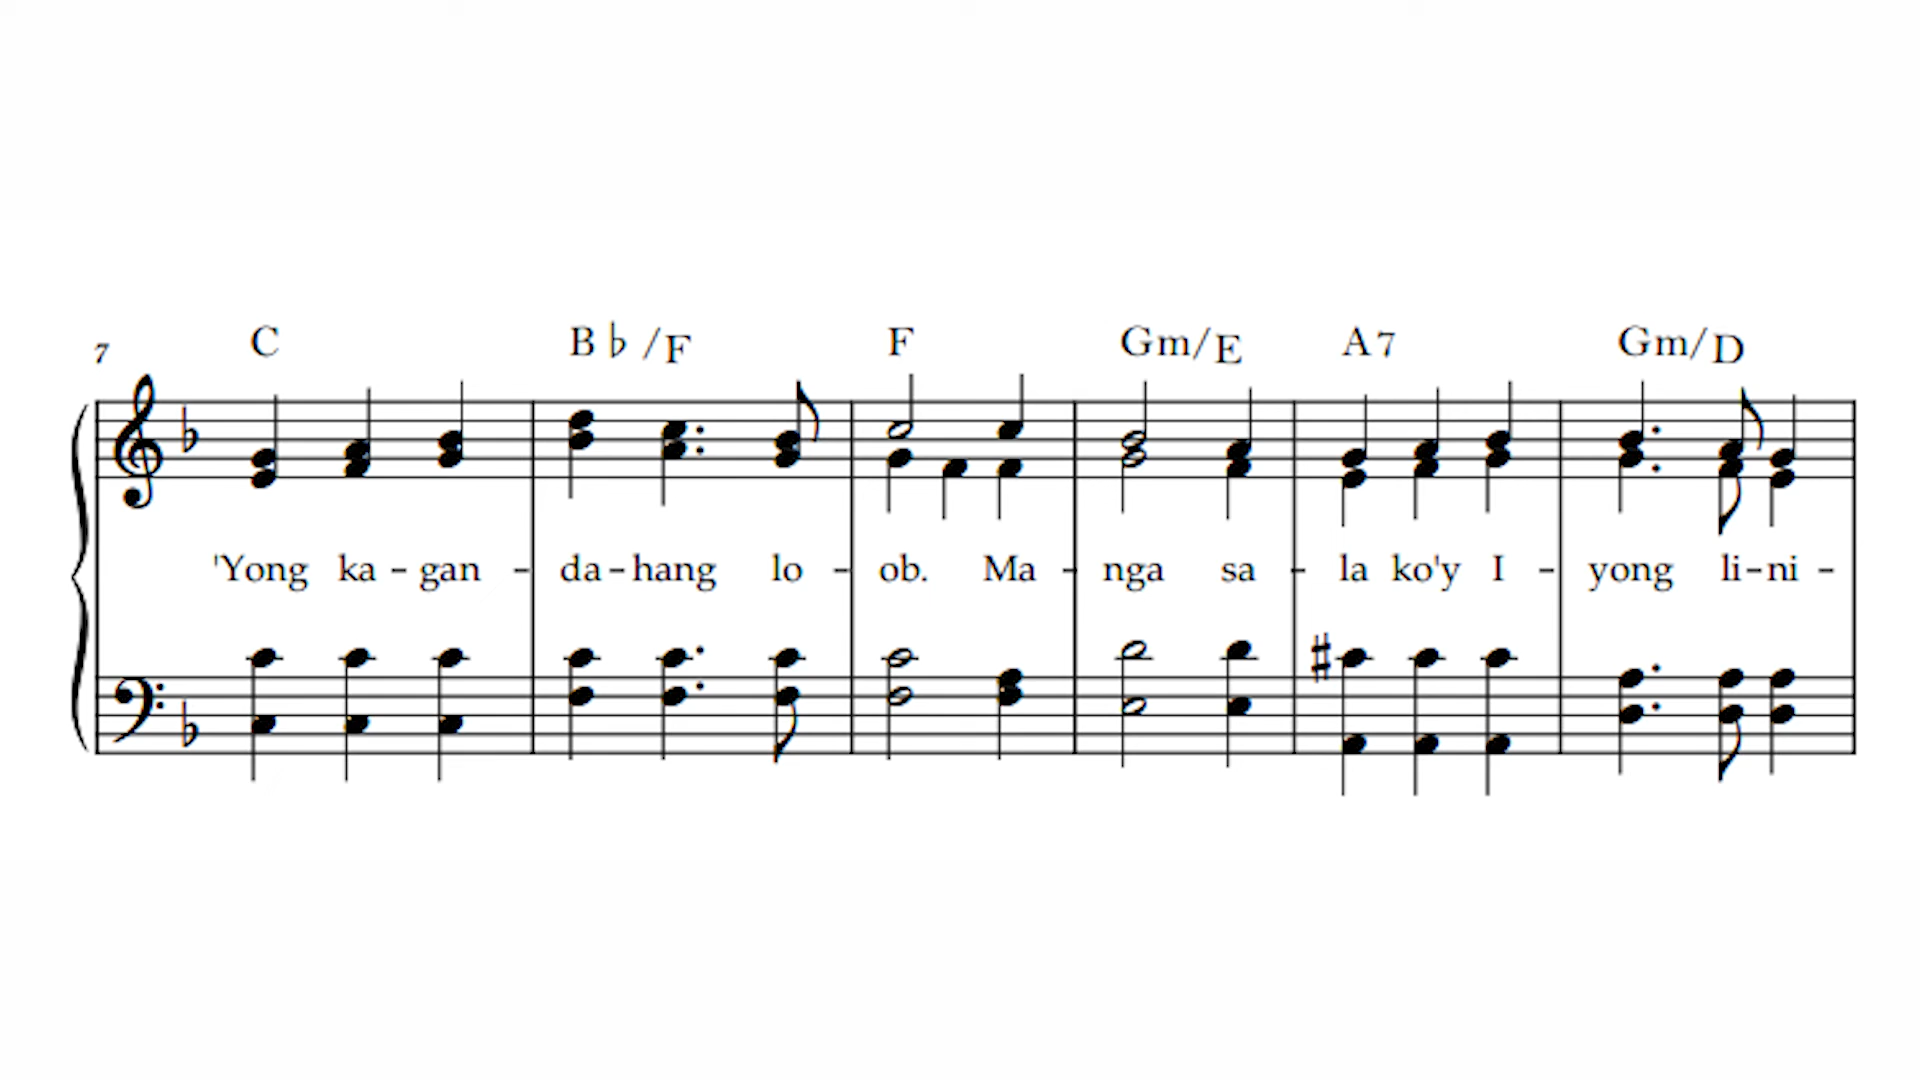 C B♭/F F Gm/E A7 Gm/D
7
'Yong ka - gan - da - hang lo - ob. Ma - nga sa - la ko'y I - yong li - ni -